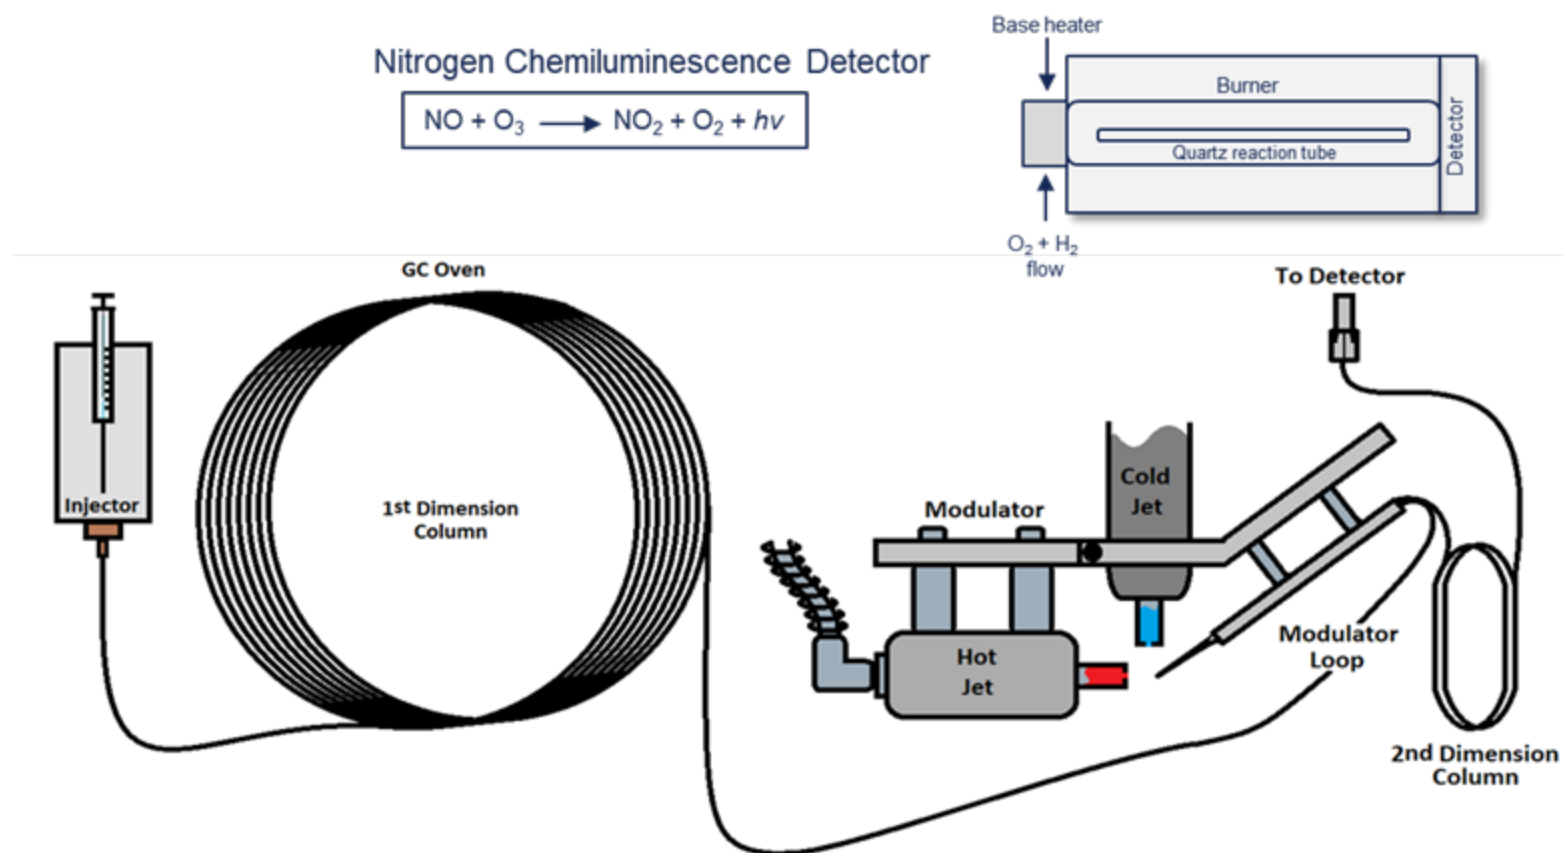 Nitrogen Chemiluminescence Detector
NO + O₃ ⟶ NO₂ + O₂ + hv
Base heater
Burner
Quartz reaction tube
Detector
O₂ + H₂
flow
GC Oven
To Detector
Injector
1st Dimension
Column
Modulator
Cold
Jet
Hot
Jet
Modulator
Loop
2nd Dimension
Column